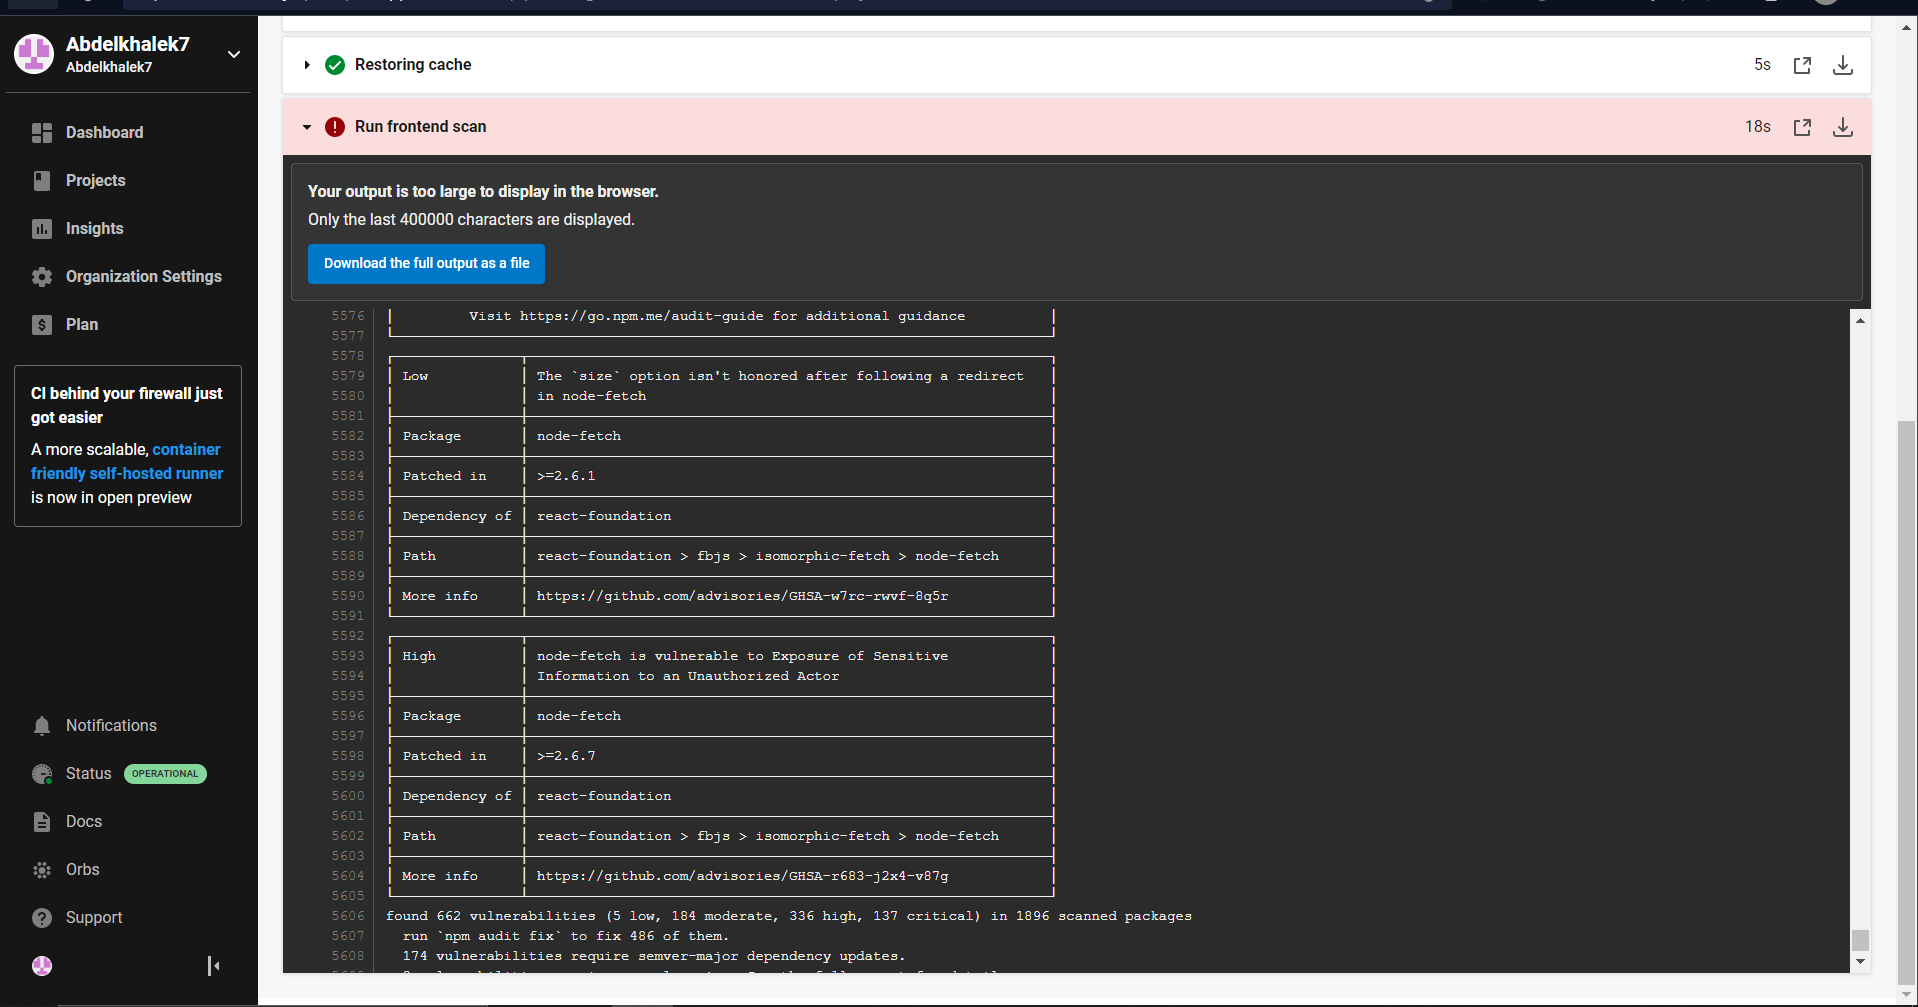 Abdelkhalek7
Abdelkhalek7
Dashboard
Projects
Insights
Organization Settings
Plan
CI behind your firewall just
got easier
A more scalable, container
friendly self-hosted runner
is now in open preview
Notifications
Status OPERATIONAL
Docs
Orbs
Support
Restoring cache 5s
Run frontend scan 18s
Your output is too large to display in the browser.
Only the last 400000 characters are displayed.
Download the full output as a file
5576 Visit https://go.npm.me/audit-guide for additional guidance
5577
5578
5579 Low The `size` option isn't honored after following a redirect
5580 in node-fetch
5581
5582 Package node-fetch
5583
5584 Patched in >=2.6.1
5585
5586 Dependency of react-foundation
5587
5588 Path react-foundation > fbjs > isomorphic-fetch > node-fetch
5589
5590 More info https://github.com/advisories/GHSA-w7rc-rwvf-8q5r
5591
5592
5593 High node-fetch is vulnerable to Exposure of Sensitive
5594 Information to an Unauthorized Actor
5595
5596 Package node-fetch
5597
5598 Patched in >=2.6.7
5599
5600 Dependency of react-foundation
5601
5602 Path react-foundation > fbjs > isomorphic-fetch > node-fetch
5603
5604 More info https://github.com/advisories/GHSA-r683-j2x4-v87g
5605
5606 found 662 vulnerabilities (5 low, 184 moderate, 336 high, 137 critical) in 1896 scanned packages
5607 run `npm audit fix` to fix 486 of them.
5608 174 vulnerabilities require semver-major dependency updates.